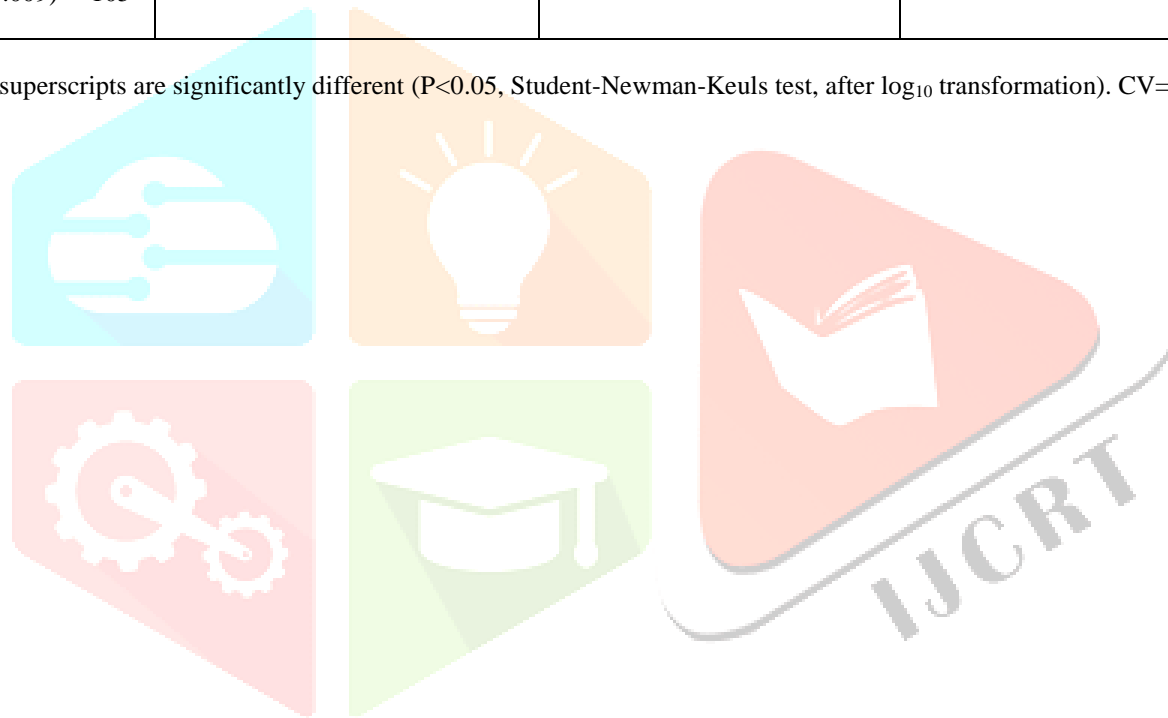 superscripts are significantly different (P<0.05, Student-Newman-Keuls test, after log₁₀ transformation). CV=
IJCRT